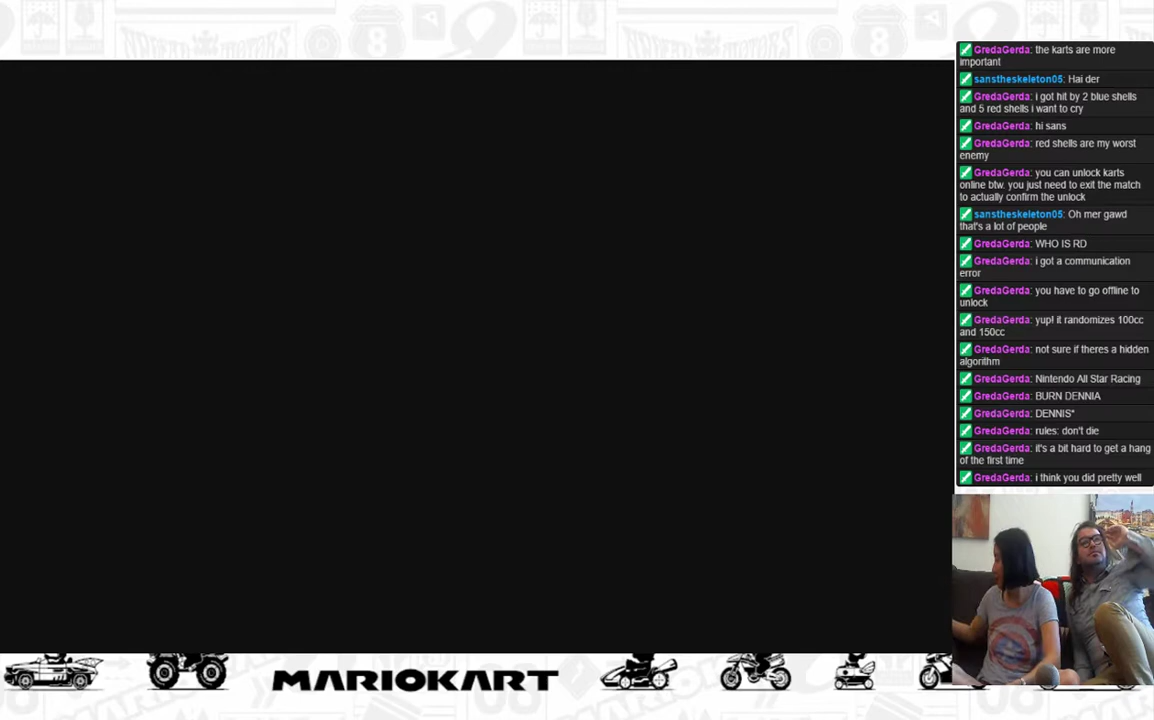 GredaGerda: the karts are more
important
sanstheskeleton05: Hai der
GredaGerda: i got hit by 2 blue shells
and 5 red shells i want to cry
GredaGerda: hi sans
GredaGerda: red shells are my worst
enemy
GredaGerda: you can unlock karts
online btw. you just need to exit the match
to actually confirm the unlock
sanstheskeleton05: Oh mer gawd
that's a lot of people
GredaGerda: WHO IS RD
GredaGerda: i got a communication
error
GredaGerda: you have to go offline to
unlock
GredaGerda: yup! it randomizes 100cc
and 150cc
GredaGerda: not sure if theres a hidden
algorithm
GredaGerda: Nintendo All Star Racing
GredaGerda: BURN DENNIA
GredaGerda: DENNIS*
GredaGerda: rules: don't die
GredaGerda: it's a bit hard to get a hang
of the first time
GredaGerda: i think you did pretty well
MARIOKART